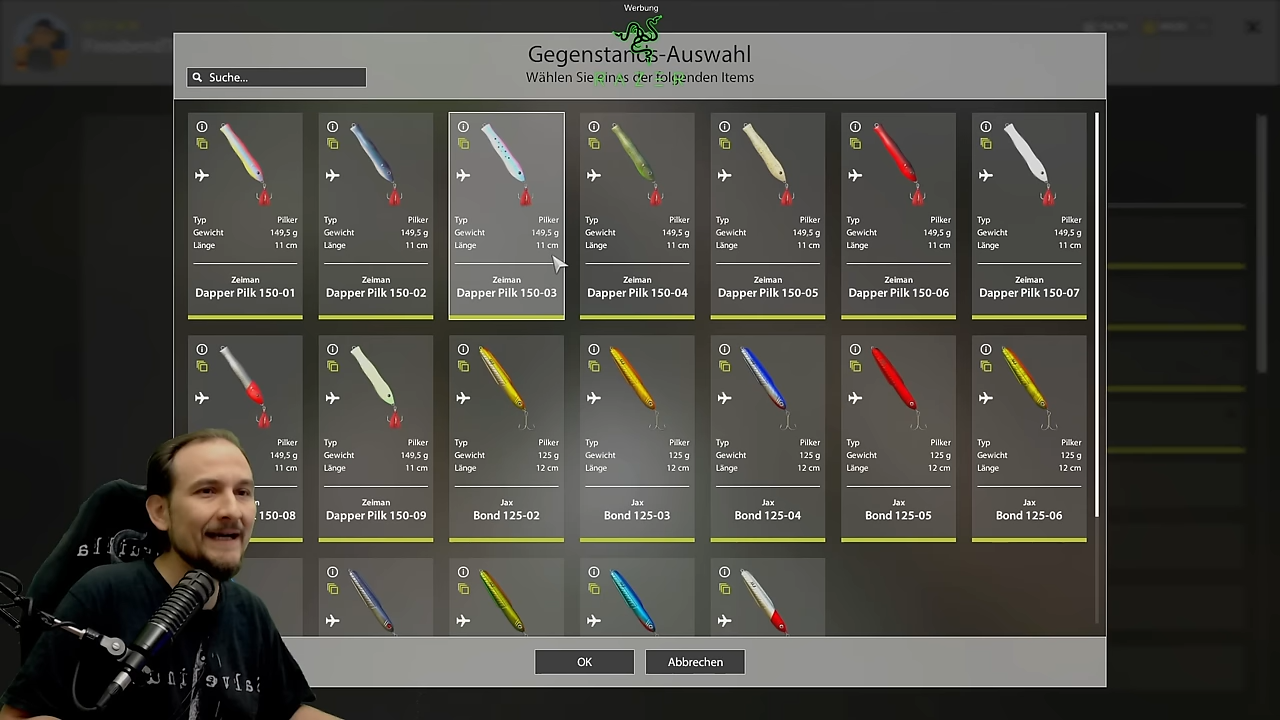 Werbung
Gegenstands-Auswahl
Suche...
Wählen Sie eines der folgenden Items
RAZER
Typ Pilker
Gewicht 149,5 g
Länge 11 cm
Zeiman
Dapper Pilk 150-01
Typ Pilker
Gewicht 149,5 g
Länge 11 cm
Zeiman
Dapper Pilk 150-02
Typ Pilker
Gewicht 149,5 g
Länge 11 cm
Zeiman
Dapper Pilk 150-03
Typ Pilker
Gewicht 149,5 g
Länge 11 cm
Zeiman
Dapper Pilk 150-04
Typ Pilker
Gewicht 149,5 g
Länge 11 cm
Zeiman
Dapper Pilk 150-05
Typ Pilker
Gewicht 149,5 g
Länge 11 cm
Zeiman
Dapper Pilk 150-06
Typ Pilker
Gewicht 149,5 g
Länge 11 cm
Zeiman
Dapper Pilk 150-07
Pilker
149,5 g
11 cm
150-08
Typ Pilker
Gewicht 149,5 g
Länge 11 cm
Zeiman
Dapper Pilk 150-09
Typ Pilker
Gewicht 125 g
Länge 12 cm
Jax
Bond 125-02
Typ Pilker
Gewicht 125 g
Länge 12 cm
Jax
Bond 125-03
Typ Pilker
Gewicht 125 g
Länge 12 cm
Jax
Bond 125-04
Typ Pilker
Gewicht 125 g
Länge 12 cm
Jax
Bond 125-05
Typ Pilker
Gewicht 125 g
Länge 12 cm
Jax
Bond 125-06
OK
Abbrechen